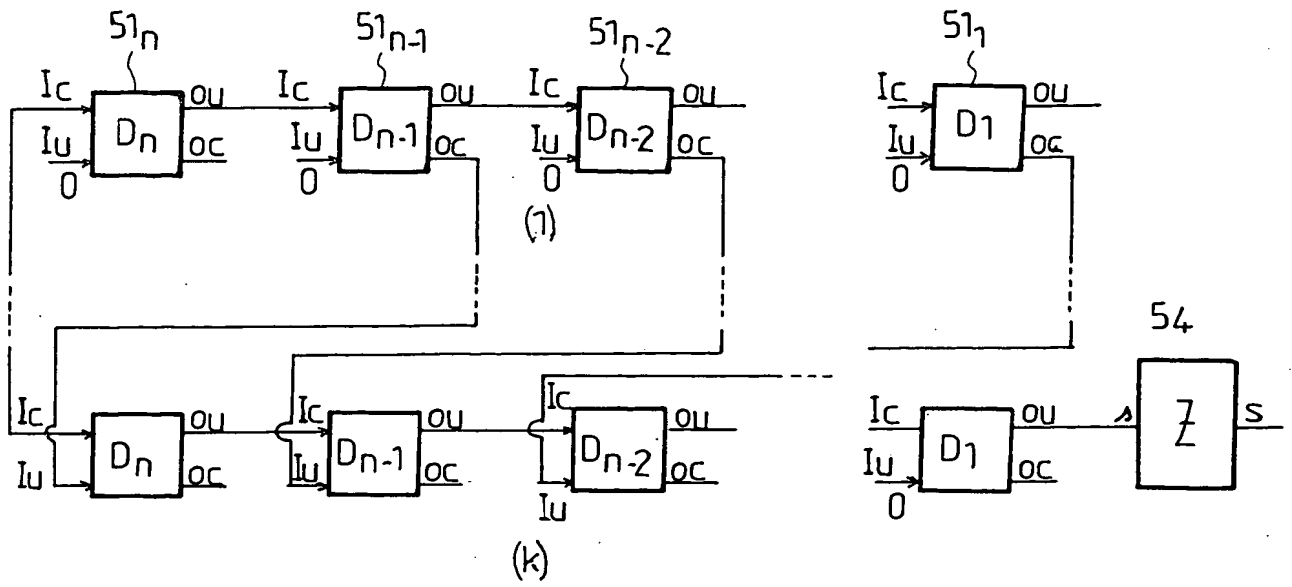 51n 51n-1 51n-2 511
Ic OU Ic OU Ic OU Ic OU
Dn Dn-1 Dn-2 D1
Iu OC Iu OC Iu OC Iu OC
0 0 0 0
(1)
54
Ic OU Ic OU Ic OU Ic OU s Z S
Dn Dn-1 Dn-2 D1
Iu OC Iu OC Iu OC Iu OC
0
(k)